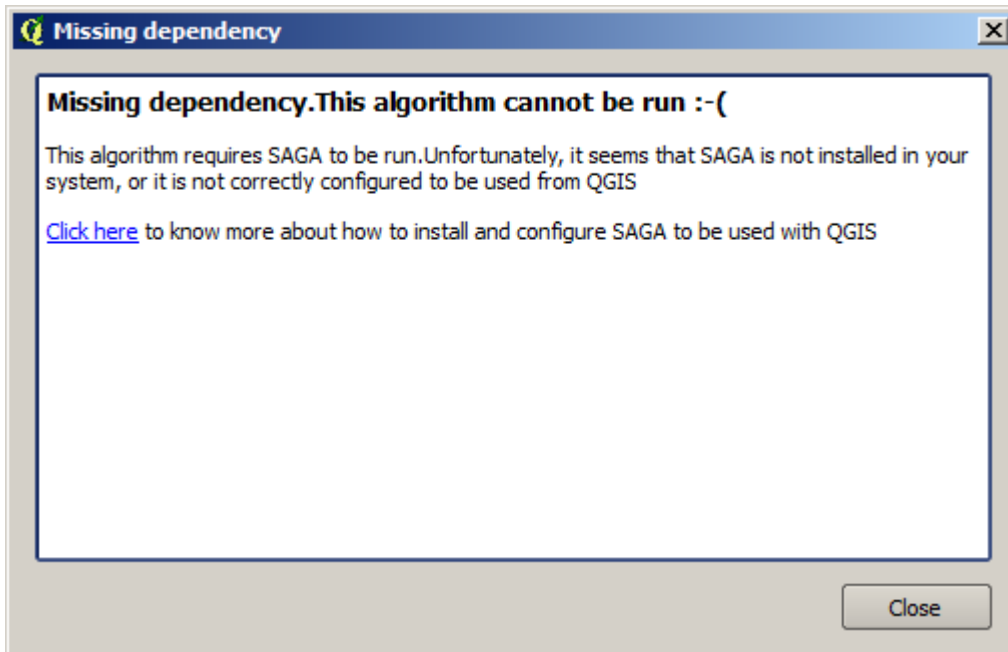 Missing dependency
Missing dependency.This algorithm cannot be run :-(
This algorithm requires SAGA to be run.Unfortunately, it seems that SAGA is not installed in your
system, or it is not correctly configured to be used from QGIS
Click here to know more about how to install and configure SAGA to be used with QGIS
Close